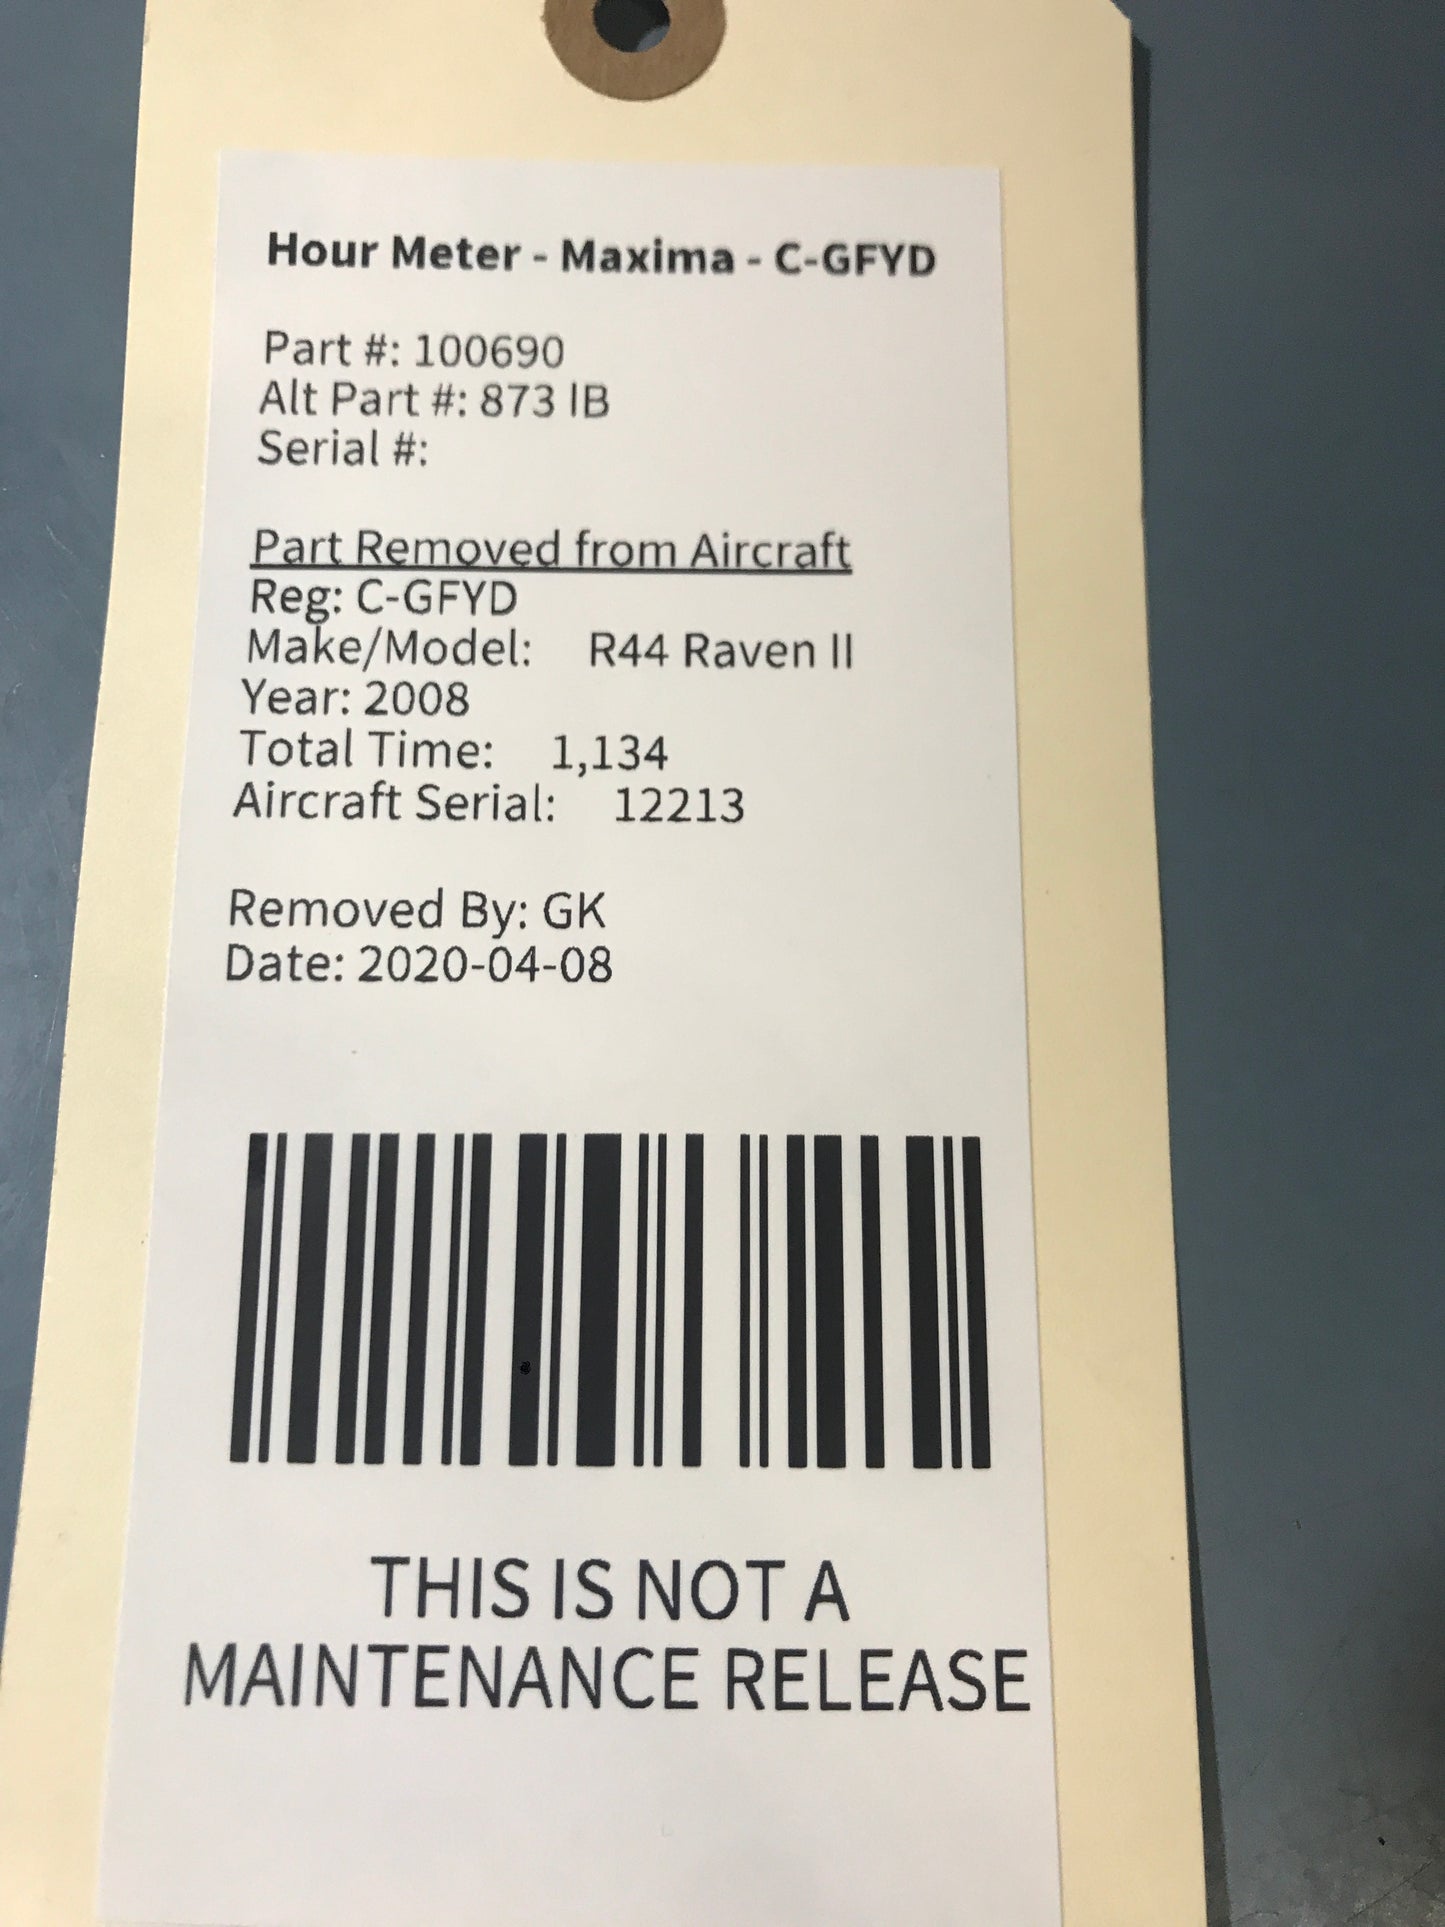 Hour Meter - Maxima - C-GFYD
Part #: 100690
Alt Part #: 873 IB
Serial #:
Part Removed from Aircraft
Reg: C-GFYD
Make/Model: R44 Raven II
Year: 2008
Total Time: 1,134
Aircraft Serial: 12213
Removed By: GK
Date: 2020-04-08
THIS IS NOT A
MAINTENANCE RELEASE